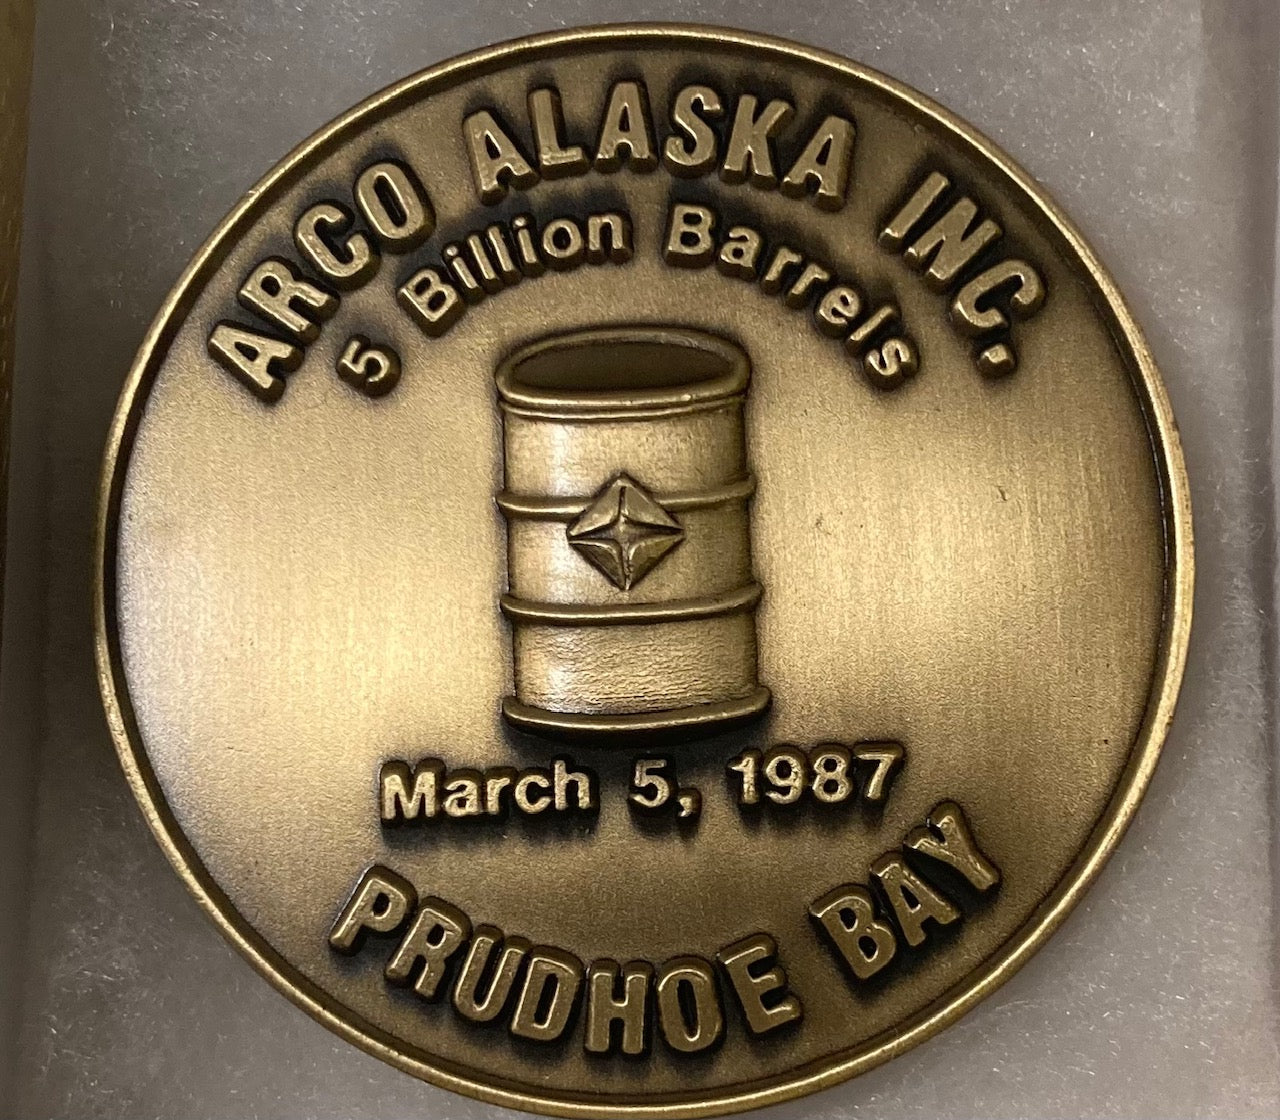 ARCO ALASKA INC.
5 Billion Barrels
March 5, 1987
PRUDHOE BAY